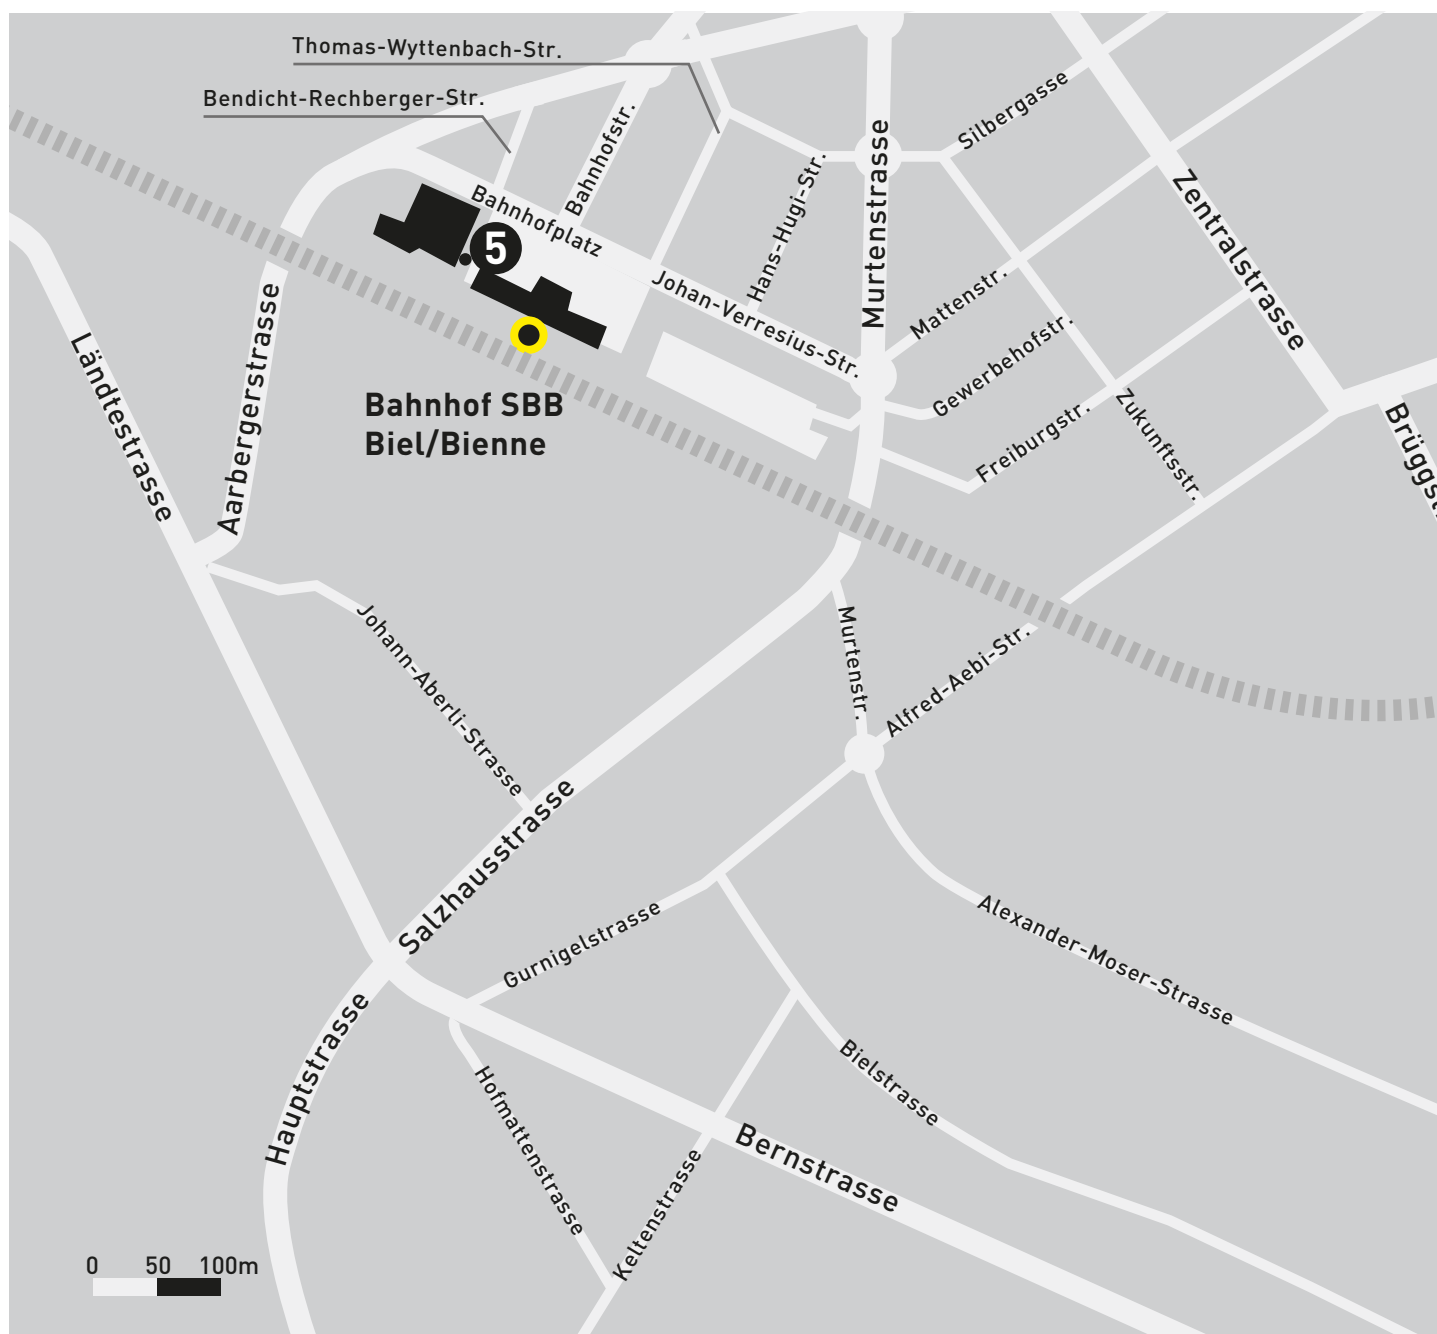 Thomas-Wyttenbach-Str.
Bendicht-Rechberger-Str.
Bahnhofstr.
Silbergasse
Murtenstrasse
Hans-Hugi-Str.
Zentralstrasse
Bahnhofplatz
5
Johan-Verresius-Str.
Mattenstr.
Gewerbehofstr.
Ländtestrasse
Aarbergerstrasse
Bahnhof SBB
Biel/Bienne
Freiburgstr.
Zukunftsstr.
Brüggst
Johann-Aberli-Strasse
Murtenstr.
Alfred-Aebi-Str.
Salzhausstrasse
Gurnigelstrasse
Alexander-Moser-Strasse
Hauptstrasse
Hofmattenstrasse
Bielstrasse
Bernstrasse
Keltenstrasse
0 50 100m